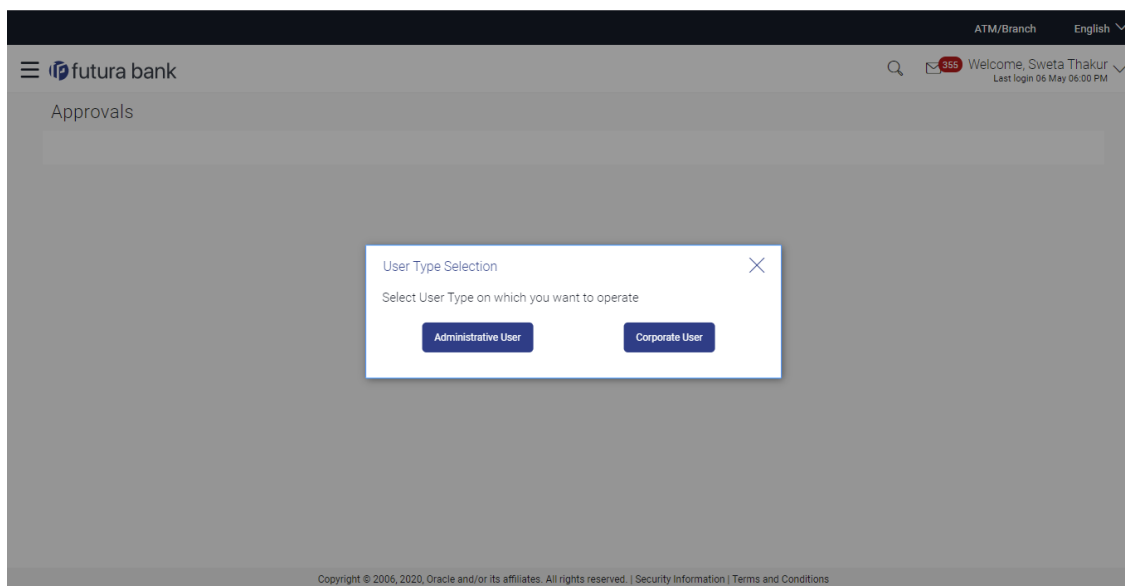 ATM/Branch English
futura bank
355 Welcome, Sweta Thakur
Last login 06 May 06:00 PM
Approvals
User Type Selection
Select User Type on which you want to operate
Administrative User Corporate User
Copyright © 2006, 2020, Oracle and/or its affiliates. All rights reserved. | Security Information | Terms and Conditions